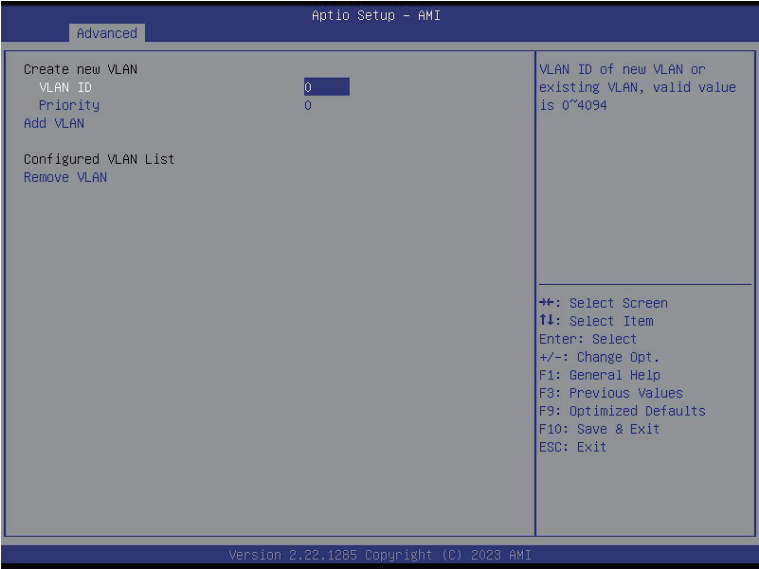 Aptio Setup – AMI
Advanced
Create new VLAN
VLAN ID 0
Priority 0
Add VLAN
Configured VLAN List
Remove VLAN
VLAN ID of new VLAN or
existing VLAN, valid value
is 0~4094
→←: Select Screen
↑↓: Select Item
Enter: Select
+/-: Change Opt.
F1: General Help
F3: Previous Values
F9: Optimized Defaults
F10: Save & Exit
ESC: Exit
Version 2.22.1285 Copyright (C) 2023 AMI